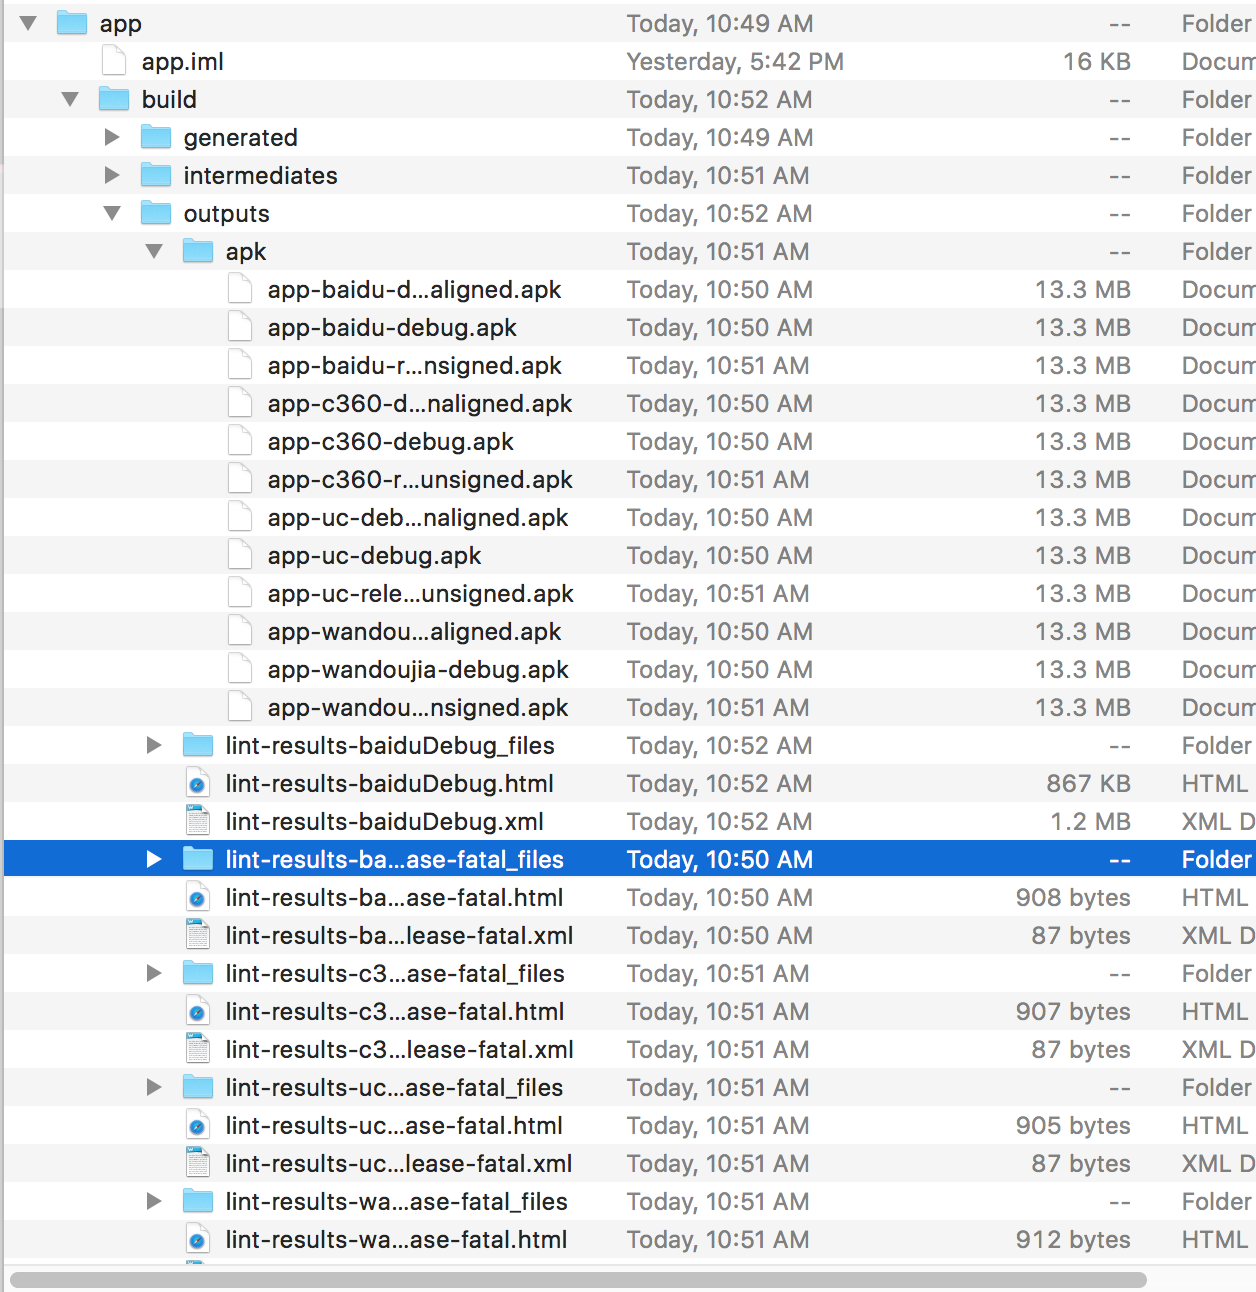 app Today, 10:49 AM -- Folder
app.iml Yesterday, 5:42 PM 16 KB Docum
build Today, 10:52 AM -- Folder
generated Today, 10:49 AM -- Folder
intermediates Today, 10:51 AM -- Folder
outputs Today, 10:52 AM -- Folder
apk Today, 10:51 AM -- Folder
app-baidu-d...aligned.apk Today, 10:50 AM 13.3 MB Docum
app-baidu-debug.apk Today, 10:50 AM 13.3 MB Docum
app-baidu-r...nsigned.apk Today, 10:51 AM 13.3 MB Docum
app-c360-d...naligned.apk Today, 10:50 AM 13.3 MB Docum
app-c360-debug.apk Today, 10:50 AM 13.3 MB Docum
app-c360-r...unsigned.apk Today, 10:51 AM 13.3 MB Docum
app-uc-deb...naligned.apk Today, 10:50 AM 13.3 MB Docum
app-uc-debug.apk Today, 10:50 AM 13.3 MB Docum
app-uc-rele...unsigned.apk Today, 10:51 AM 13.3 MB Docum
app-wandou...aligned.apk Today, 10:50 AM 13.3 MB Docum
app-wandoujia-debug.apk Today, 10:50 AM 13.3 MB Docum
app-wandou...nsigned.apk Today, 10:51 AM 13.3 MB Docum
lint-results-baiduDebug_files Today, 10:52 AM -- Folder
lint-results-baiduDebug.html Today, 10:52 AM 867 KB HTML
lint-results-baiduDebug.xml Today, 10:52 AM 1.2 MB XML D
lint-results-ba...ase-fatal_files Today, 10:50 AM -- Folder
lint-results-ba...ase-fatal.html Today, 10:50 AM 908 bytes HTML
lint-results-ba...lease-fatal.xml Today, 10:50 AM 87 bytes XML D
lint-results-c3...ase-fatal_files Today, 10:51 AM -- Folder
lint-results-c3...ase-fatal.html Today, 10:51 AM 907 bytes HTML
lint-results-c3...lease-fatal.xml Today, 10:51 AM 87 bytes XML D
lint-results-uc...ase-fatal_files Today, 10:51 AM -- Folder
lint-results-uc...ase-fatal.html Today, 10:51 AM 905 bytes HTML
lint-results-uc...lease-fatal.xml Today, 10:51 AM 87 bytes XML D
lint-results-wa...ase-fatal_files Today, 10:51 AM -- Folder
lint-results-wa...ase-fatal.html Today, 10:51 AM 912 bytes HTML